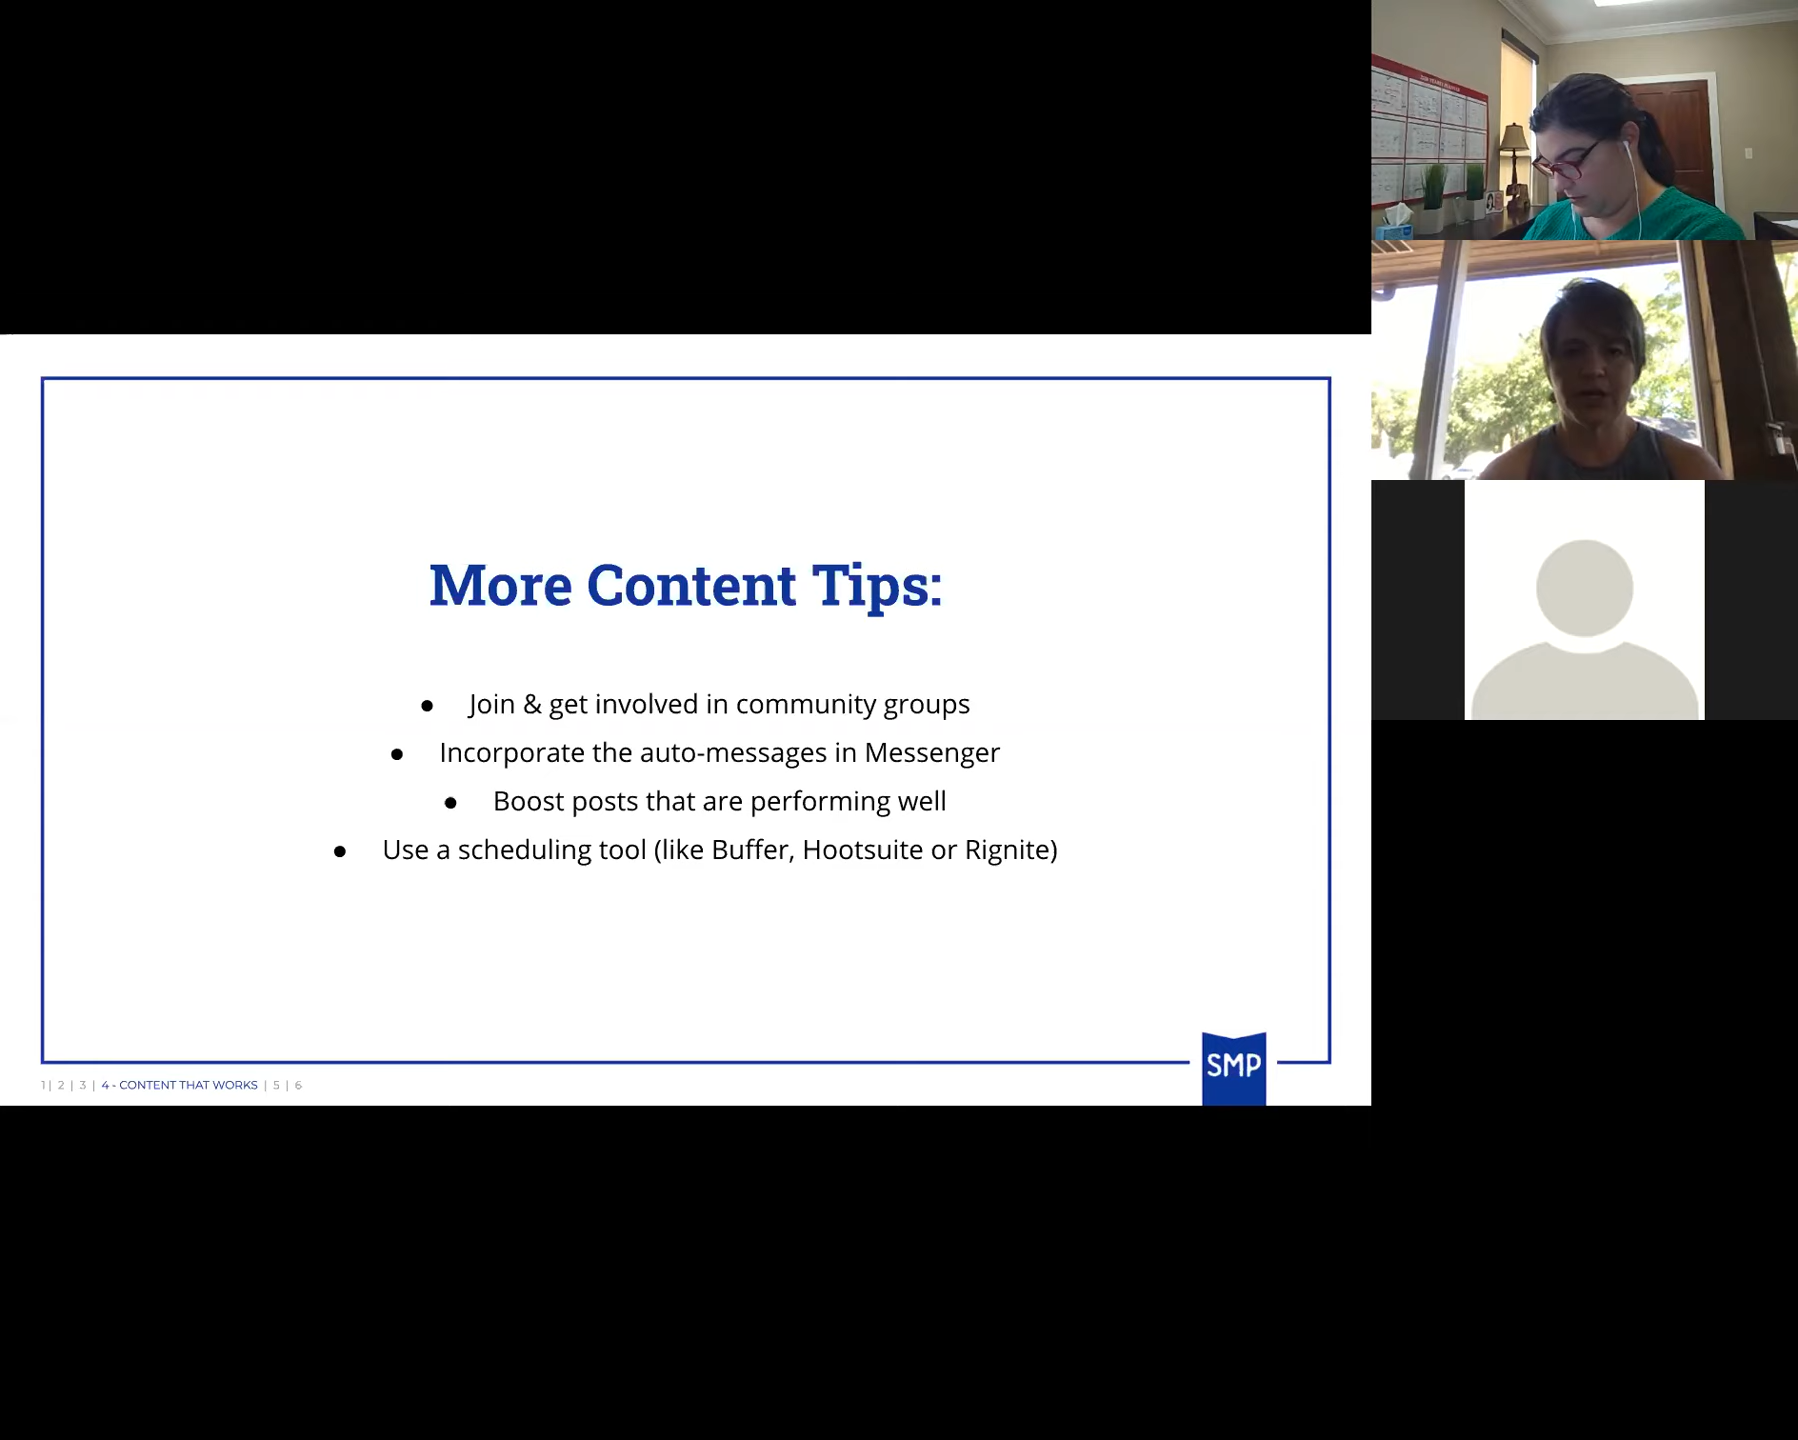 More Content Tips:
● Join & get involved in community groups
● Incorporate the auto-messages in Messenger
● Boost posts that are performing well
● Use a scheduling tool (like Buffer, Hootsuite or Rignite)
SMP
1 | 2 | 3 | 4 - CONTENT THAT WORKS | 5 | 6